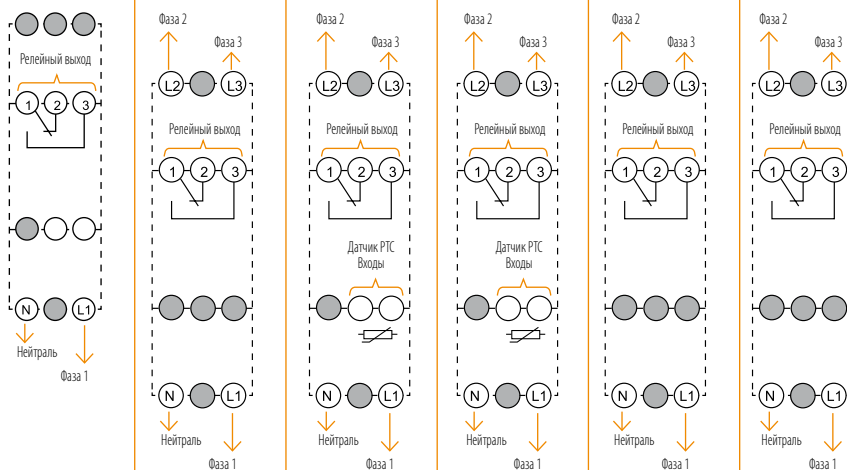 Релейный выход
1 2 3
N L1
Нейтраль
Фаза 1
Фаза 2
Фаза 3
L2 L3
Релейный выход
1 2 3
N L1
Нейтраль
Фаза 1
Фаза 2
Фаза 3
L2 L3
Релейный выход
1 2 3
Датчик PTC
Входы
N L1
Нейтраль
Фаза 1
Фаза 2
Фаза 3
L2 L3
Релейный выход
1 2 3
Датчик PTC
Входы
N L1
Нейтраль
Фаза 1
Фаза 2
Фаза 3
L2 L3
Релейный выход
1 2 3
N L1
Нейтраль
Фаза 1
Фаза 2
Фаза 3
L2 L3
Релейный выход
1 2 3
N L1
Нейтраль
Фаза 1